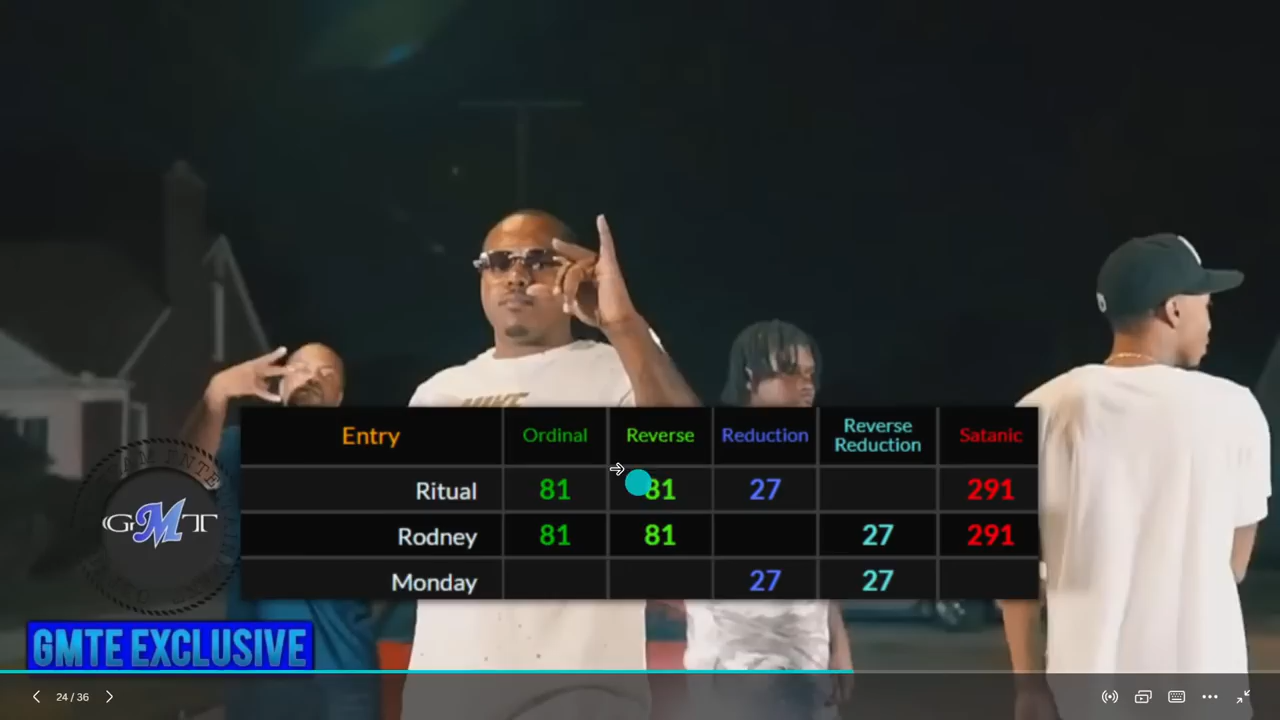 NIKE
Entry Ordinal Reverse Reduction Reverse Reduction Satanic
Ritual 81 81 27 291
Rodney 81 81 27 291
Monday 27 27
GMT
GMTE EXCLUSIVE
24 / 36